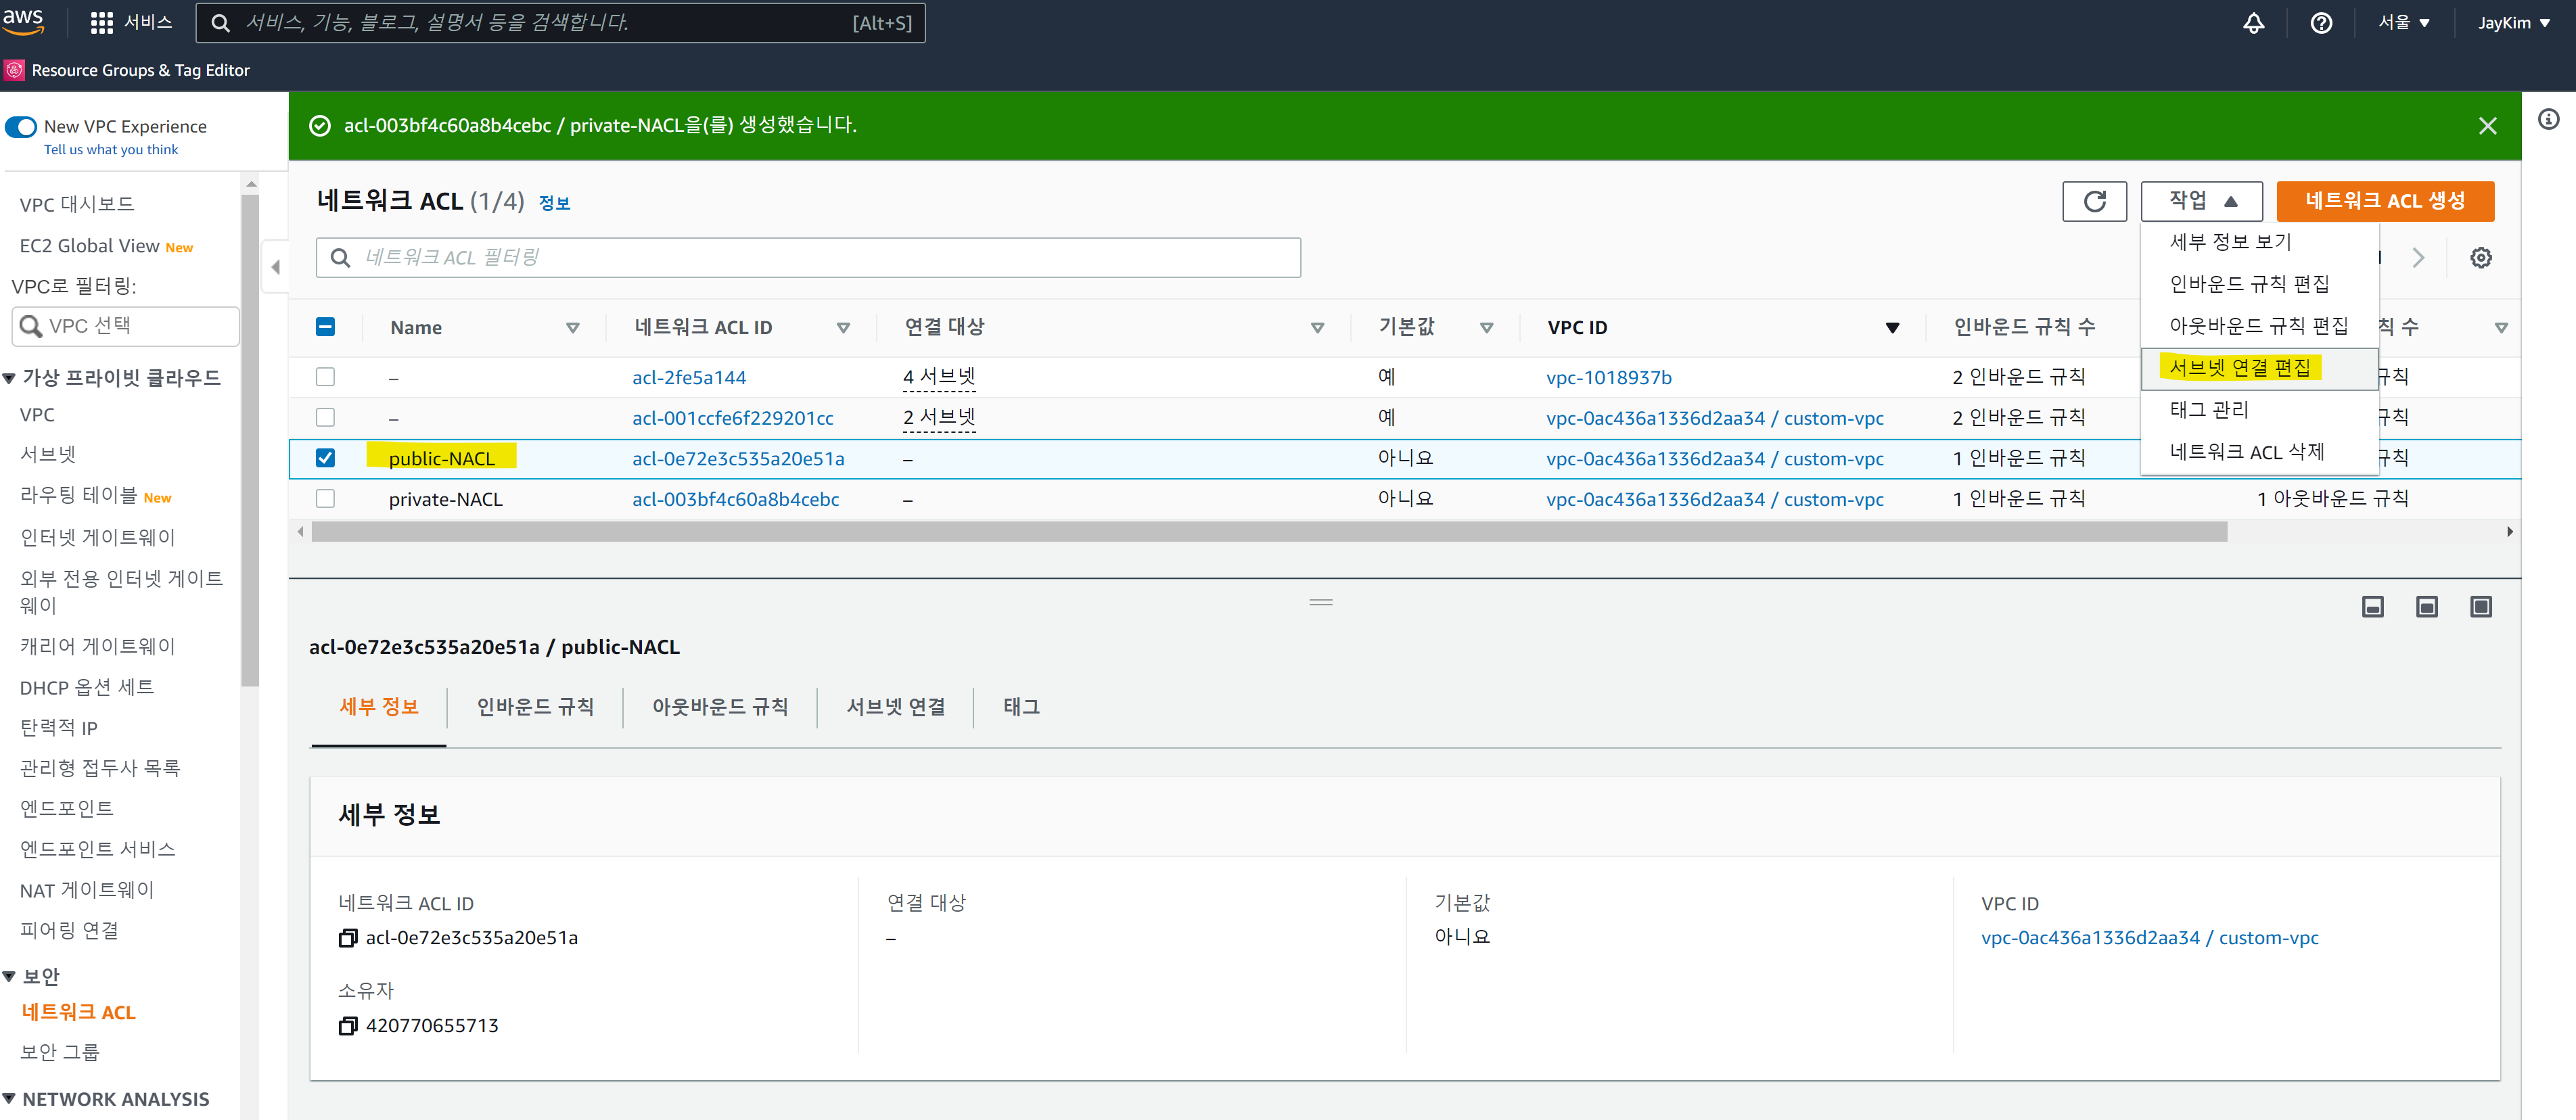 aws 서비스 서비스, 기능, 블로그, 설명서 등을 검색합니다. [Alt+S] 서울 ▼ JayKim ▼
Resource Groups & Tag Editor
New VPC Experience
Tell us what you think
VPC 대시보드
EC2 Global View New
VPC로 필터링:
VPC 선택
가상 프라이빗 클라우드
VPC
서브넷
라우팅 테이블 New
인터넷 게이트웨이
외부 전용 인터넷 게이트
웨이
캐리어 게이트웨이
DHCP 옵션 세트
탄력적 IP
관리형 접두사 목록
엔드포인트
엔드포인트 서비스
NAT 게이트웨이
피어링 연결
보안
네트워크 ACL
보안 그룹
NETWORK ANALYSIS
acl-003bf4c60a8b4cebc / private-NACL을(를) 생성했습니다.
네트워크 ACL (1/4) 정보
작업 ▲
네트워크 ACL 생성
네트워크 ACL 필터링
세부 정보 보기
인바운드 규칙 편집
아웃바운드 규칙 편집
서브넷 연결 편집
태그 관리
네트워크 ACL 삭제
Name 네트워크 ACL ID 연결 대상 기본값 VPC ID 인바운드 규칙 수 칙 수
– acl-2fe5a144 4 서브넷 예 vpc-1018937b 2 인바운드 규칙 규칙
– acl-001ccfe6f229201cc 2 서브넷 예 vpc-0ac436a1336d2aa34 / custom-vpc 2 인바운드 규칙 규칙
public-NACL acl-0e72e3c535a20e51a – 아니요 vpc-0ac436a1336d2aa34 / custom-vpc 1 인바운드 규칙 규칙
private-NACL acl-003bf4c60a8b4cebc – 아니요 vpc-0ac436a1336d2aa34 / custom-vpc 1 인바운드 규칙 1 아웃바운드 규칙
acl-0e72e3c535a20e51a / public-NACL
세부 정보 인바운드 규칙 아웃바운드 규칙 서브넷 연결 태그
세부 정보
네트워크 ACL ID
acl-0e72e3c535a20e51a
연결 대상
–
기본값
아니요
VPC ID
vpc-0ac436a1336d2aa34 / custom-vpc
소유자
420770655713